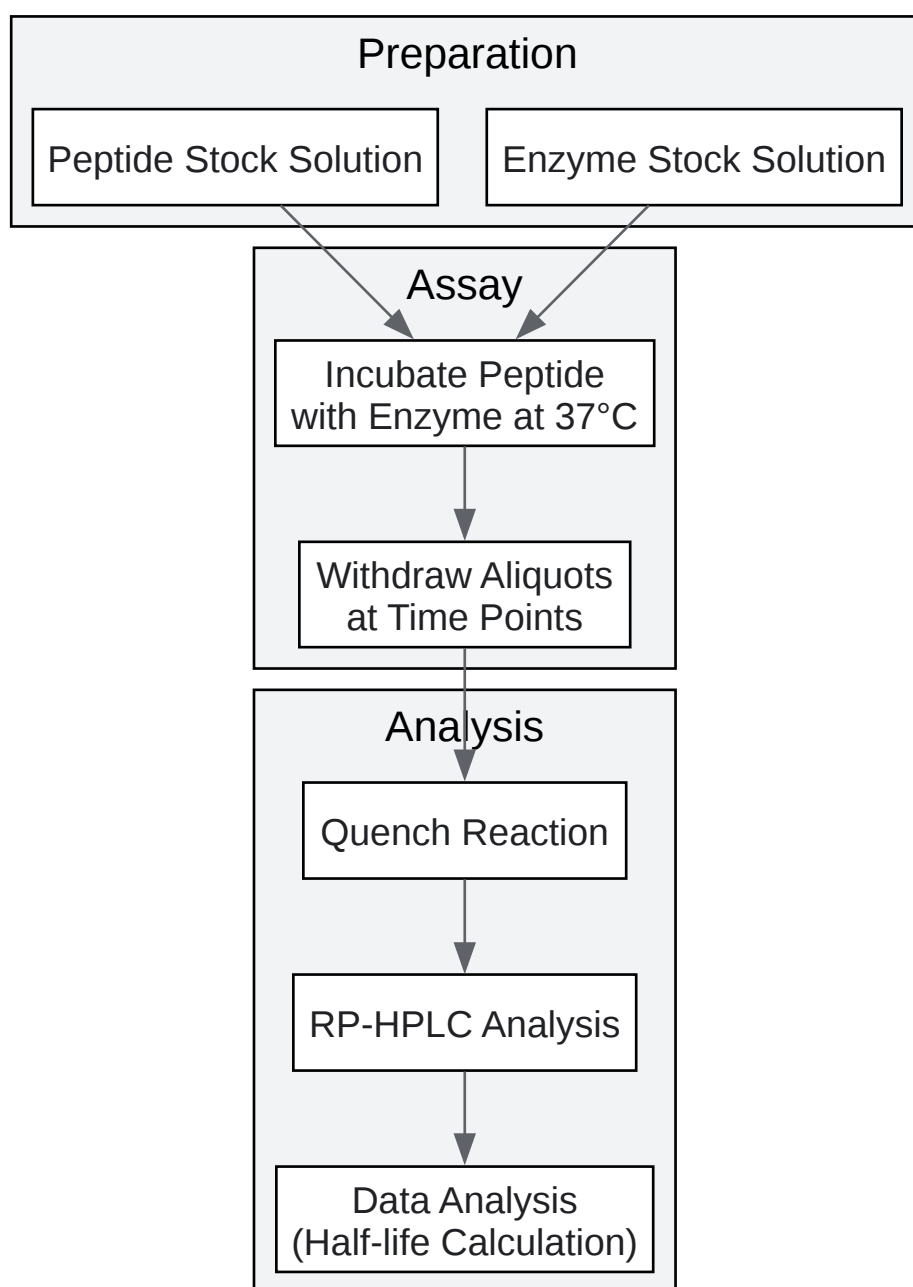 Preparation
Peptide Stock Solution
Enzyme Stock Solution
Assay
Incubate Peptide
with Enzyme at 37°C
Withdraw Aliquots
at Time Points
Analysis
Quench Reaction
RP-HPLC Analysis
Data Analysis
(Half-life Calculation)